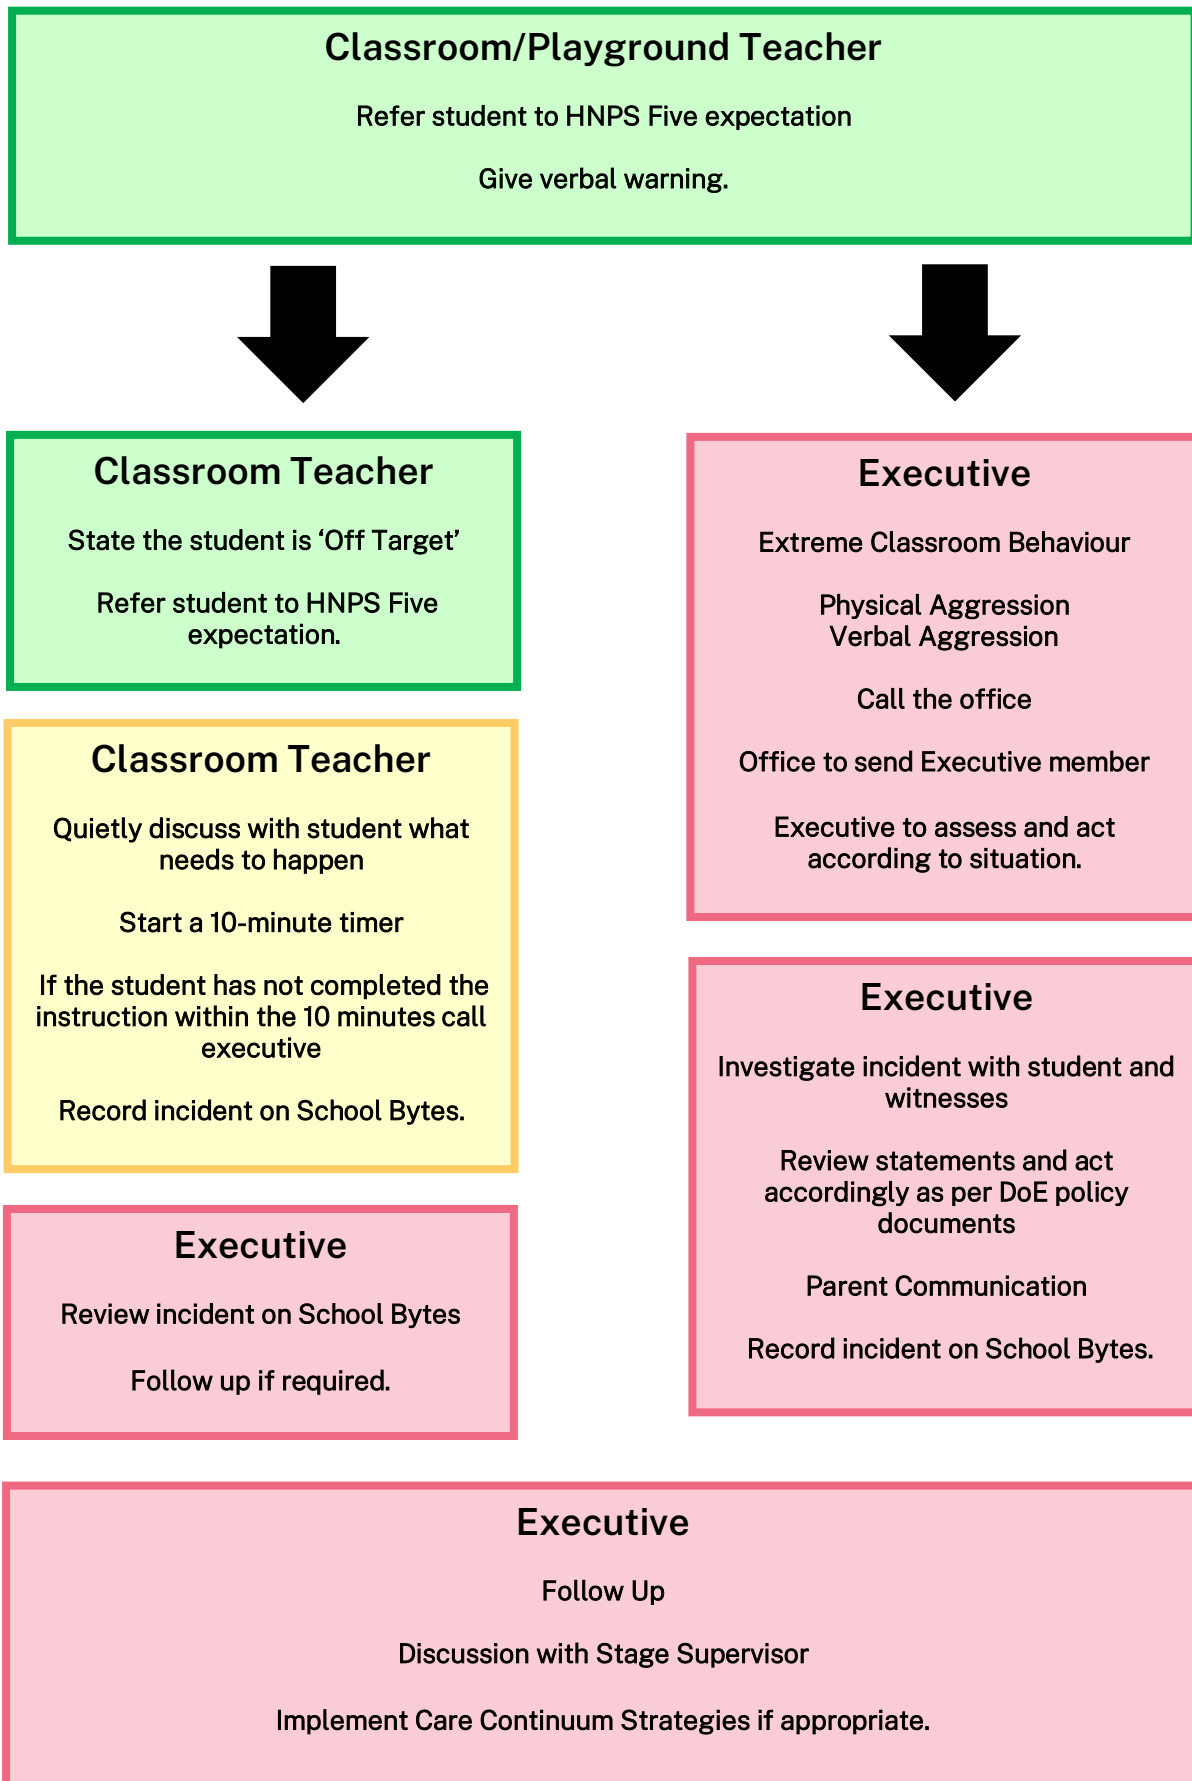 Classroom/Playground Teacher
Refer student to HNPS Five expectation
Give verbal warning.
Classroom Teacher
State the student is ‘Off Target’
Refer student to HNPS Five
expectation.
Classroom Teacher
Quietly discuss with student what
needs to happen
Start a 10-minute timer
If the student has not completed the
instruction within the 10 minutes call
executive
Record incident on School Bytes.
Executive
Review incident on School Bytes
Follow up if required.
Executive
Extreme Classroom Behaviour
Physical Aggression
Verbal Aggression
Call the office
Office to send Executive member
Executive to assess and act
according to situation.
Executive
Investigate incident with student and
witnesses
Review statements and act
accordingly as per DoE policy
documents
Parent Communication
Record incident on School Bytes.
Executive
Follow Up
Discussion with Stage Supervisor
Implement Care Continuum Strategies if appropriate.